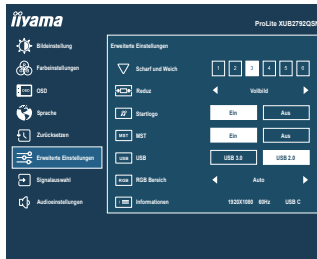 iiyama
ProLite XUB2792QSN
Bildeinstellung
Erweiterte Einstellungen
Farbeinstellungen
Scharf und Weich 1 2 3 4 5 6
OSD OSD
Reduz Vollbild
Sprache
Startlogo Ein Aus
Zurücksetzen
MST MST Ein Aus
Erweiterte Einstellungen
USB USB USB 3.0 USB 2.0
Signalauswahl
RGB RGB Bereich Auto
Audioeinstellungen
Informationen 1920X1080 60Hz USB C